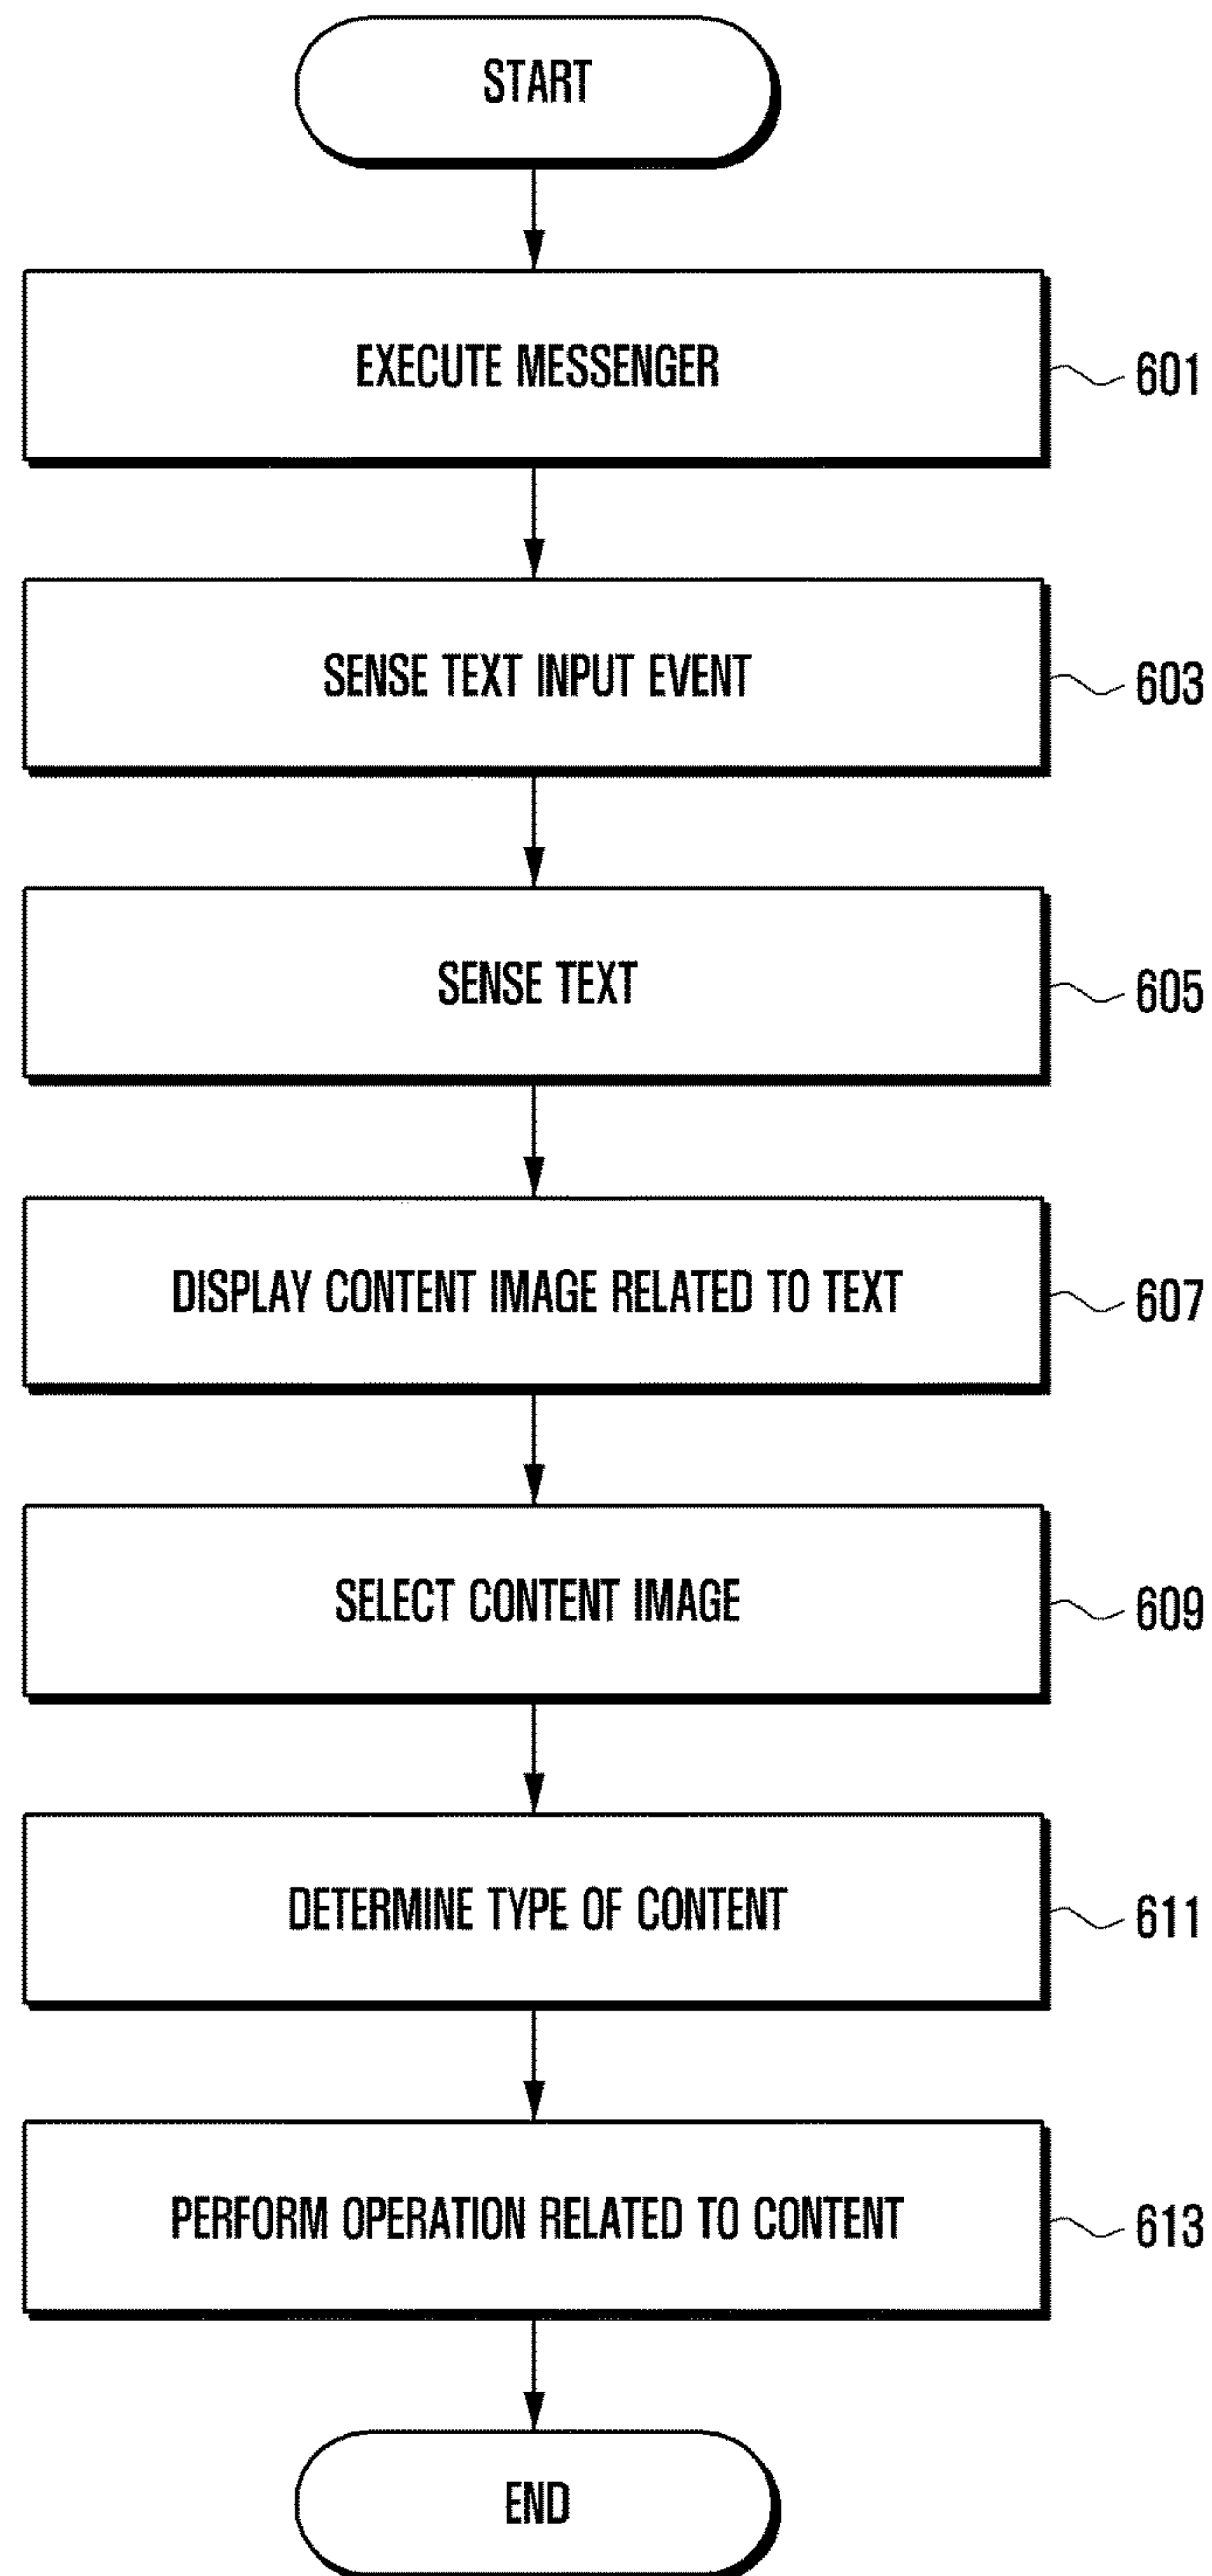 START
EXECUTE MESSENGER
601
SENSE TEXT INPUT EVENT
603
SENSE TEXT
605
DISPLAY CONTENT IMAGE RELATED TO TEXT
607
SELECT CONTENT IMAGE
609
DETERMINE TYPE OF CONTENT
611
PERFORM OPERATION RELATED TO CONTENT
613
END